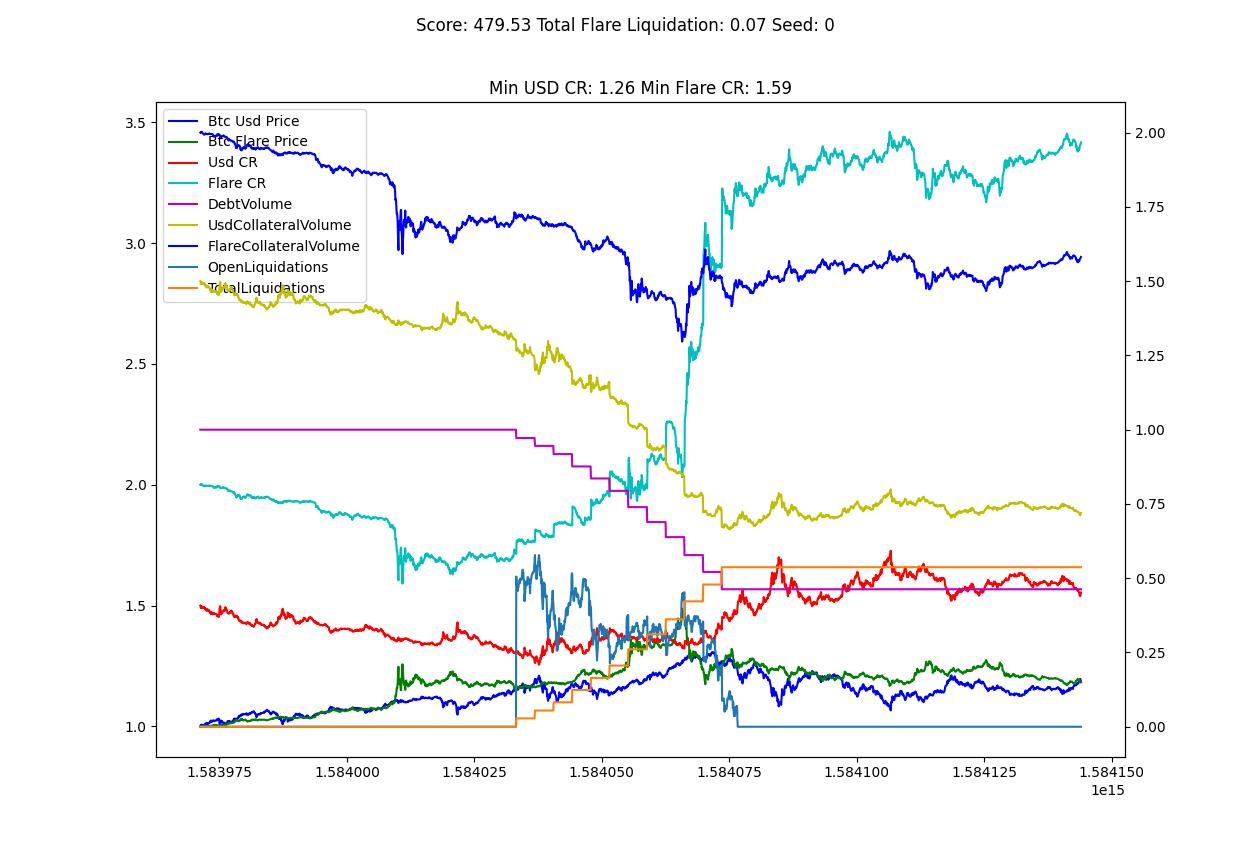 Score: 479.53 Total Flare Liquidation: 0.07 Seed: 0
Min USD CR: 1.26 Min Flare CR: 1.59
Btc Usd Price
Btc Flare Price
Usd CR
Flare CR
DebtVolume
UsdCollateralVolume
FlareCollateralVolume
OpenLiquidations
TotalLiquidations
3.5
3.0
2.5
2.0
1.5
1.0
2.00
1.75
1.50
1.25
1.00
0.75
0.50
0.25
0.00
1.583975 1.584000 1.584025 1.584050 1.584075 1.584100 1.584125 1.584150
1e15